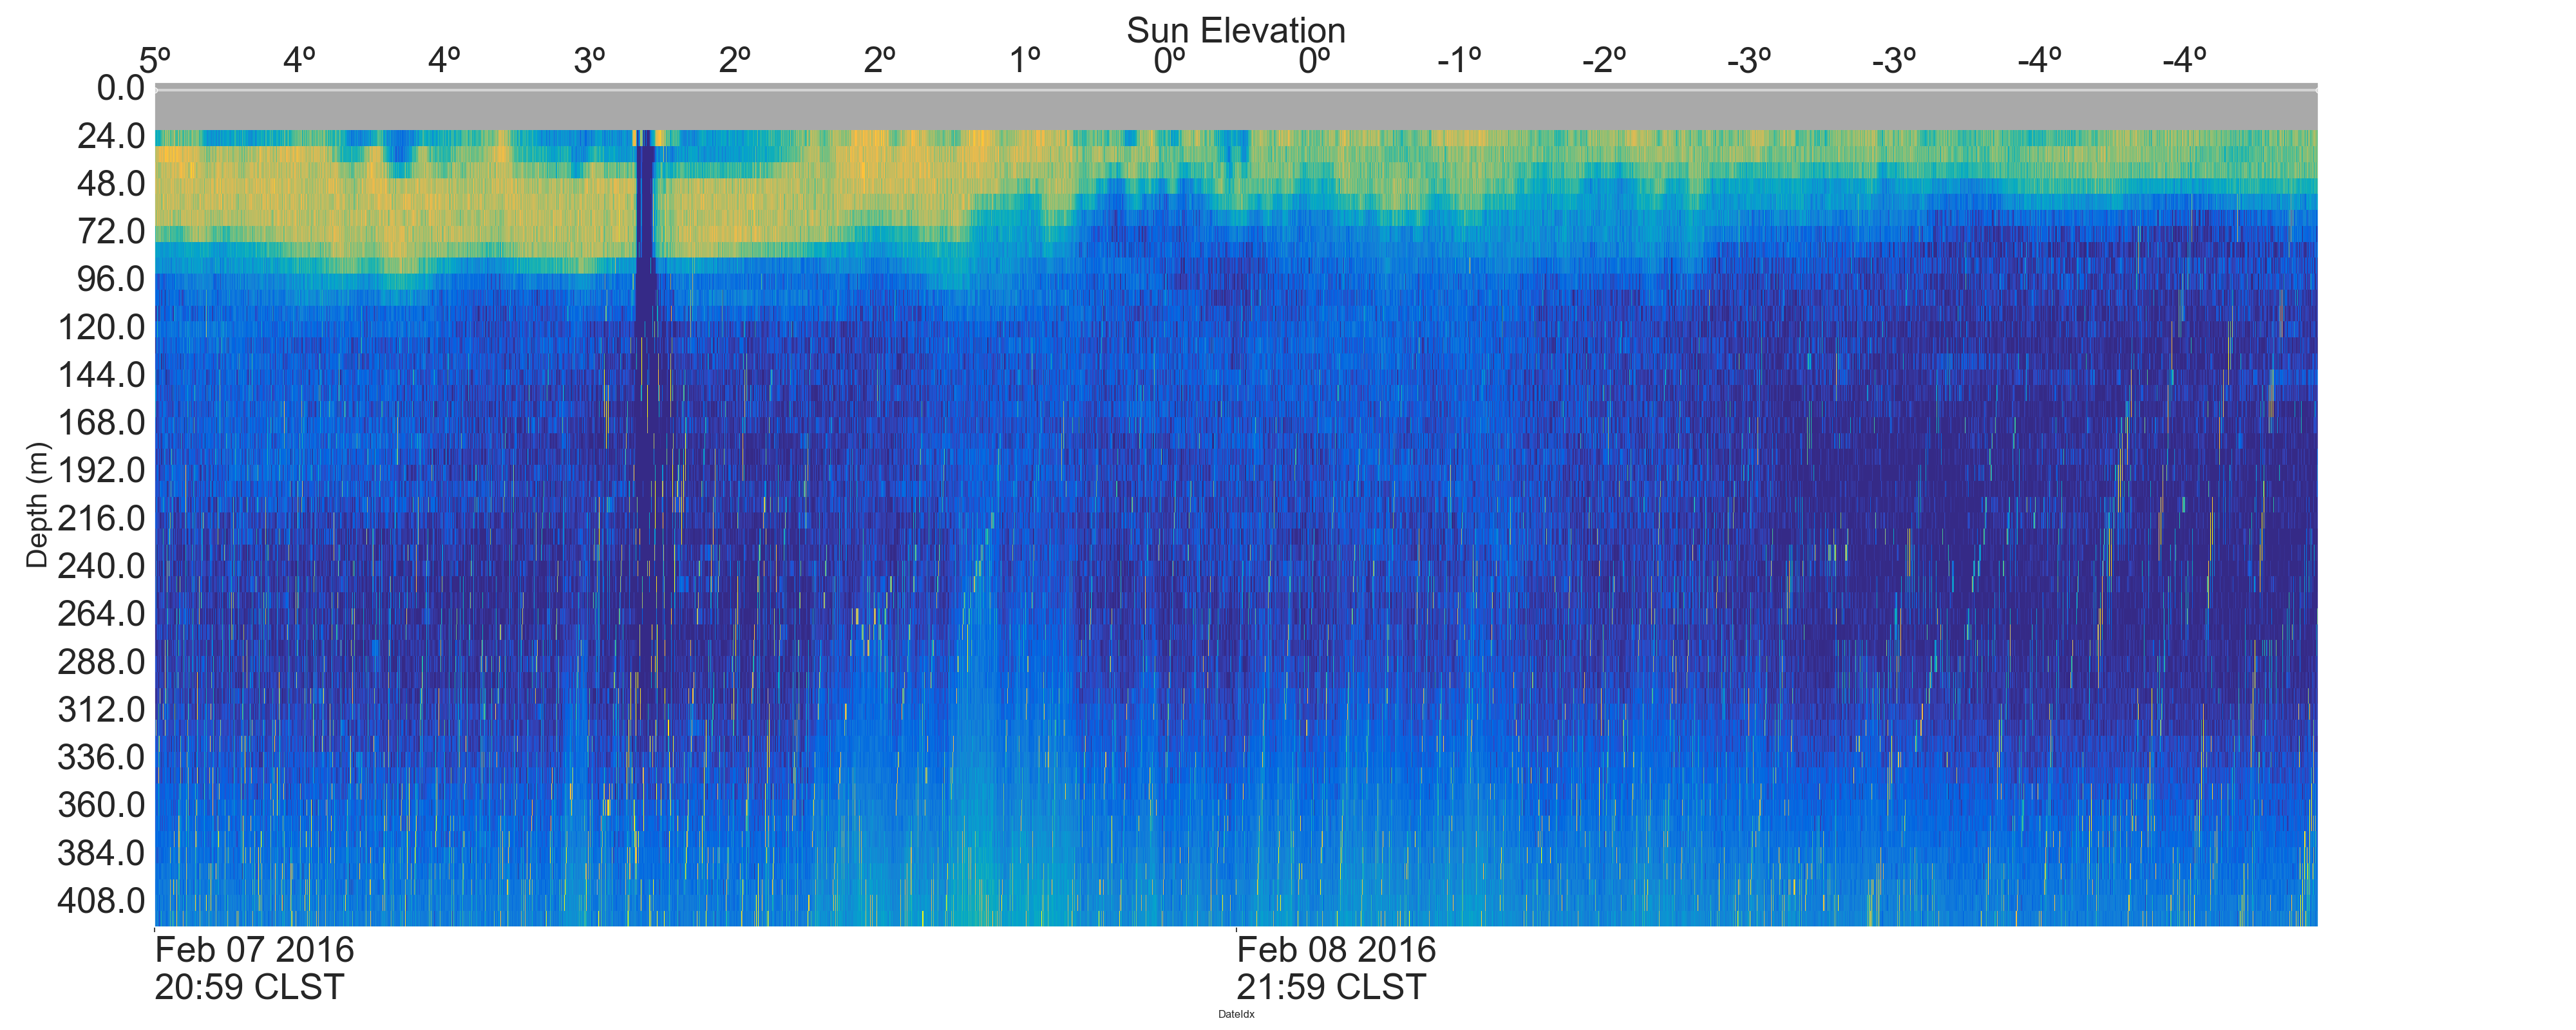 Sun Elevation
5º 4º 4º 3º 2º 2º 1º 0º 0º -1º -2º -3º -3º -4º -4º
0.0
24.0
48.0
72.0
96.0
120.0
144.0
168.0
192.0
216.0
240.0
264.0
288.0
312.0
336.0
360.0
384.0
408.0
Depth (m)
Feb 07 2016
20:59 CLST
Feb 08 2016
21:59 CLST
DateIdx